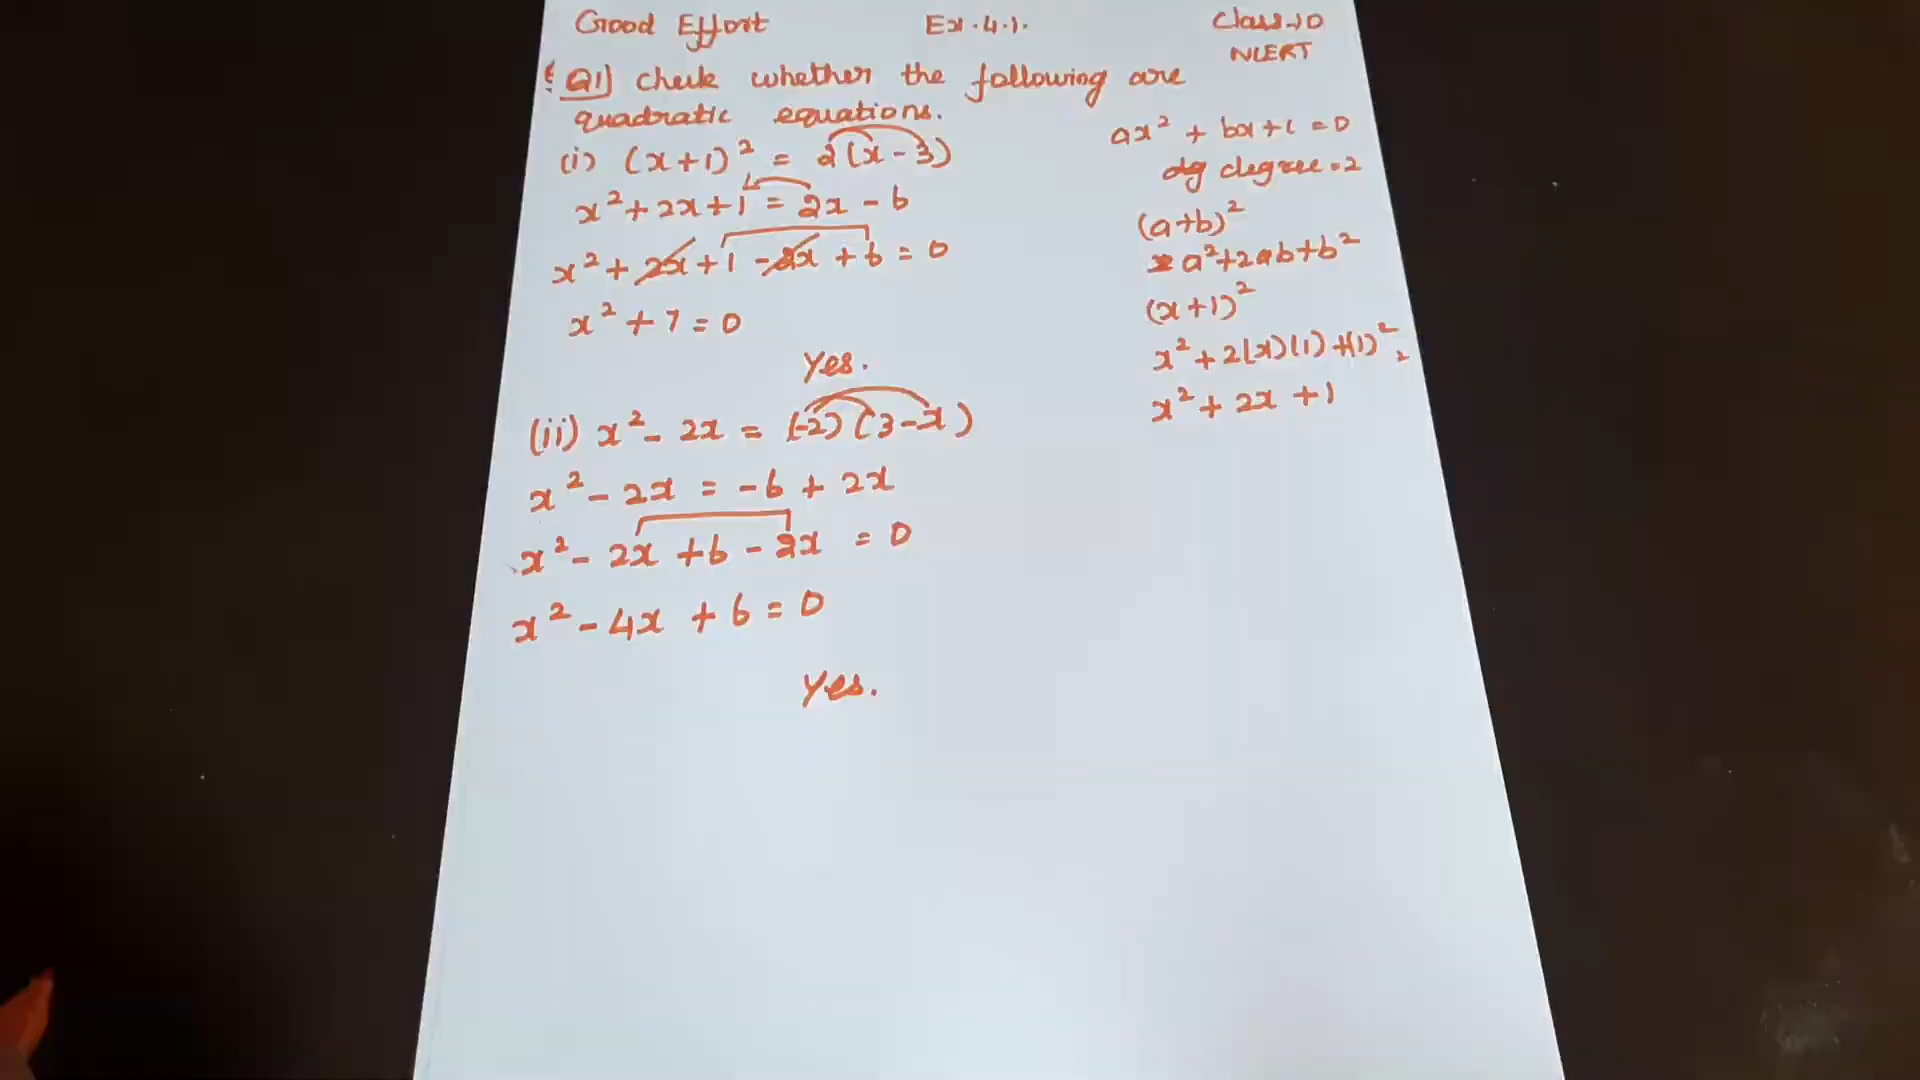 Good Effort Ex.4.1. Class-10
NCERT
Q1) Check whether the following are
quadratic equations.
(i) (x+1)² = 2(x-3)
x²+2x+1 = 2x-6
x²+2x+1-2x+6=0
x²+7=0
Yes.
(ii) x²-2x = (-2)(3-x)
x²-2x = -6+2x
x²-2x+6-2x = 0
x²-4x+6=0
Yes.
ax²+bx+c=0
degree=2
(a+b)²
a²+2ab+b²
(x+1)²
x²+2(x)(1)+(1)²
x²+2x+1